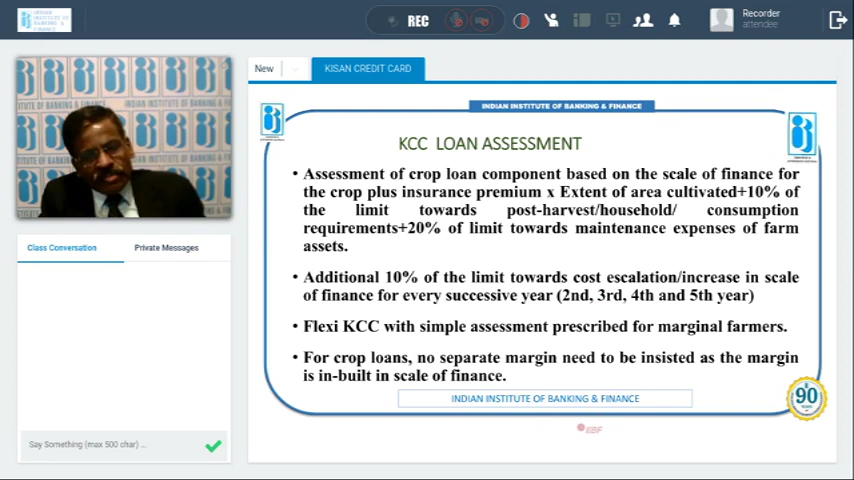 INDIAN
INSTITUTE OF
BANKING &
FINANCE
REC
Recorder
attendee
New
KISAN CREDIT CARD
INDIAN INSTITUTE OF BANKING & FINANCE
KCC LOAN ASSESSMENT
• Assessment of crop loan component based on the scale of finance for
the crop plus insurance premium x Extent of area cultivated+10% of
the limit towards post-harvest/household/ consumption
requirements+20% of limit towards maintenance expenses of farm
assets.
• Additional 10% of the limit towards cost escalation/increase in scale
of finance for every successive year (2nd, 3rd, 4th and 5th year)
• Flexi KCC with simple assessment prescribed for marginal farmers.
• For crop loans, no separate margin need to be insisted as the margin
is in-built in scale of finance.
INDIAN INSTITUTE OF BANKING & FINANCE
90
Class Conversation
Private Messages
Say Something (max 500 char) ...